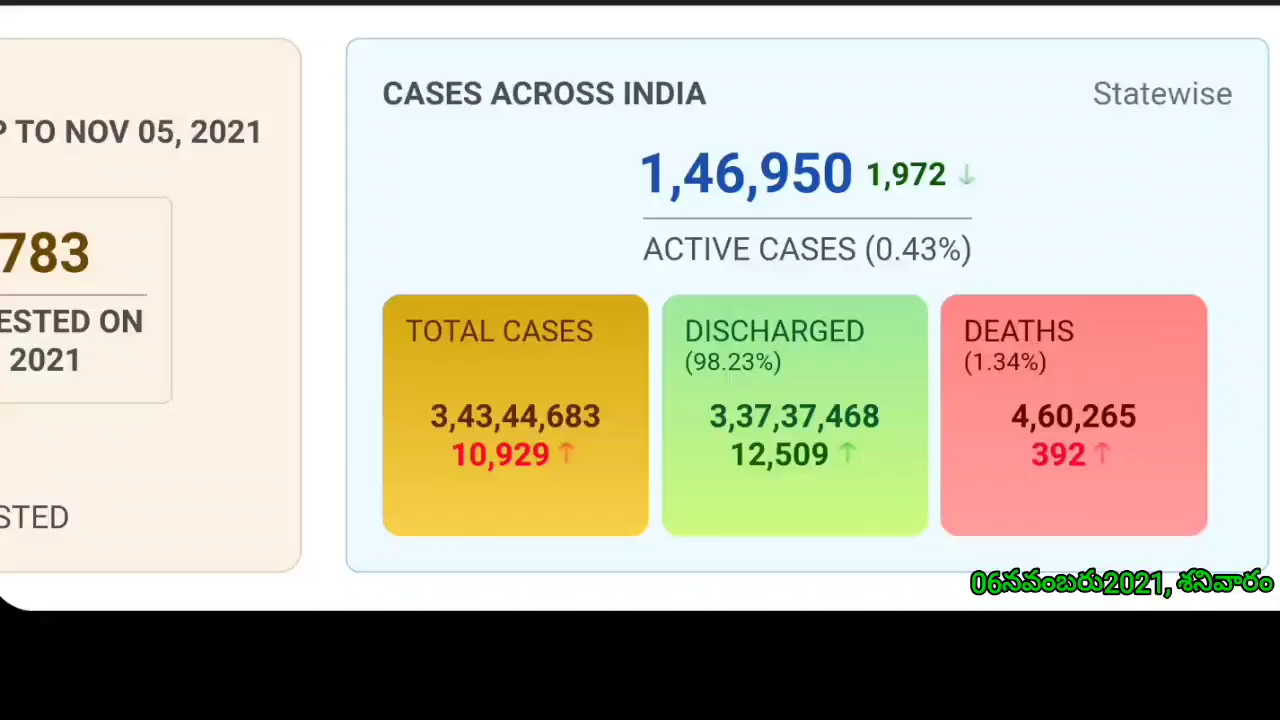 TO NOV 05, 2021
783
ON
2021
CASES ACROSS INDIA
Statewise
1,46,950 1,972 ↓
ACTIVE CASES (0.43%)
TOTAL CASES
3,43,44,683
10,929 ↑
DISCHARGED
(98.23%)
3,37,37,468
12,509 ↑
DEATHS
(1.34%)
4,60,265
392 ↑
06నవంబరు2021, శనివారం